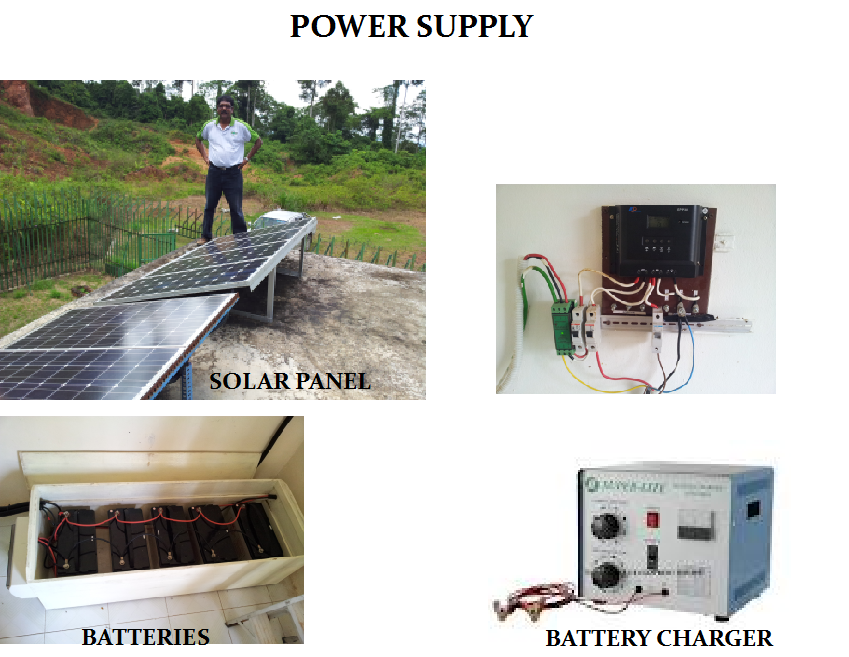 POWER SUPPLY
SOLAR PANEL
BATTERIES
BATTERY CHARGER